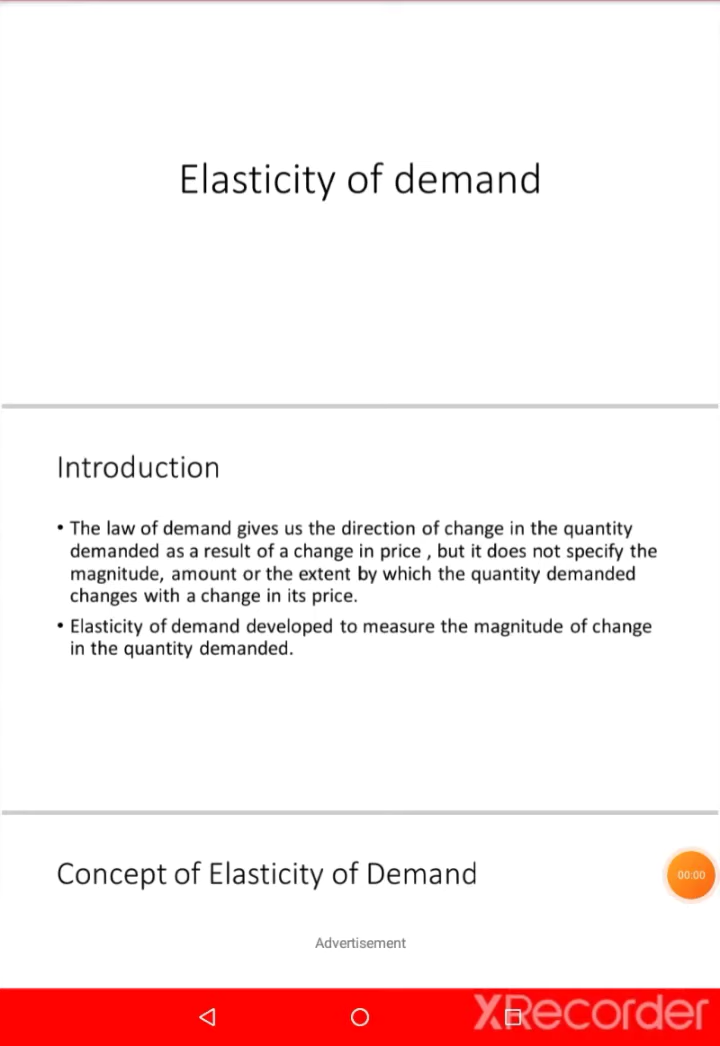 Elasticity of demand
Introduction
• The law of demand gives us the direction of change in the quantity
demanded as a result of a change in price , but it does not specify the
magnitude, amount or the extent by which the quantity demanded
changes with a change in its price.
• Elasticity of demand developed to measure the magnitude of change
in the quantity demanded.
Concept of Elasticity of Demand
00:00
Advertisement
XRecorder